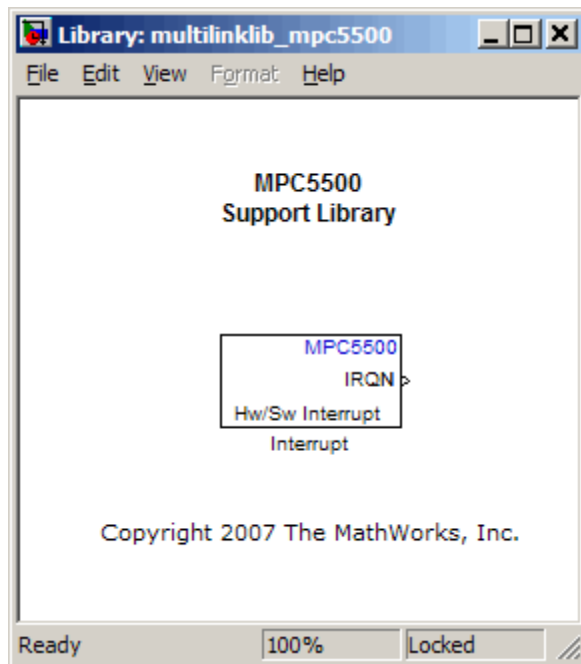 Library: multilinklib_mpc5500
File Edit View Format Help
MPC5500
Support Library
MPC5500
IRQN
Hw/Sw Interrupt
Interrupt
Copyright 2007 The MathWorks, Inc.
Ready 100% Locked